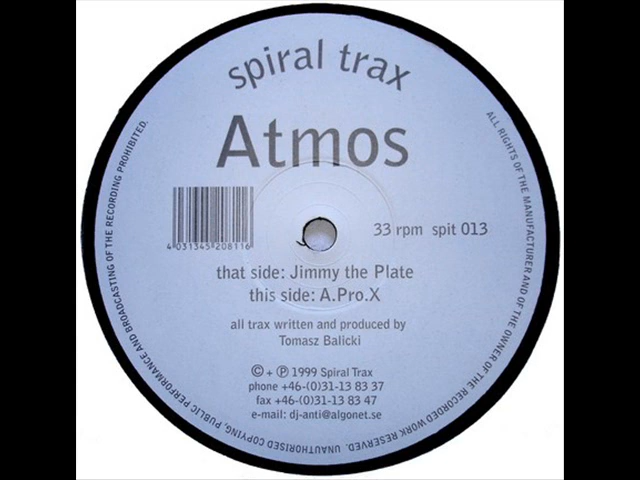 spiral trax
Atmos
4 031345 208116
33 rpm spit 013
that side: Jimmy the Plate
this side: A.Pro.X
all trax written and produced by
Tomasz Balicki
© + ℗ 1999 Spiral Trax
phone +46-(0)31-13 83 37
fax +46-(0)31-13 83 47
e-mail: dj-anti@algonet.se
ALL RIGHTS OF THE MANUFACTURER AND OF THE OWNER OF THE RECORDED WORK RESERVED. UNAUTHORISED COPYING, PUBLIC PERFORMANCE AND BROADCASTING OF THE RECORDING PROHIBITED.